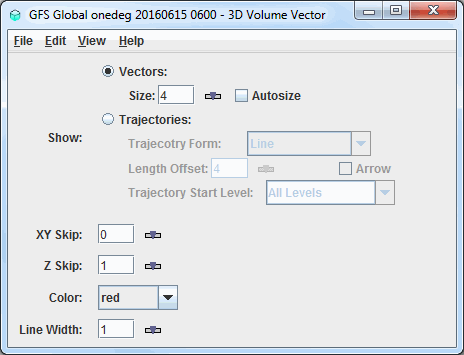 GFS Global onedeg 20160615 0600 - 3D Volume Vector
File Edit View Help
Vectors:
Size: 4 Autosize
Trajectories:
Show:
Trajecotry Form: Line
Length Offset: 4 Arrow
Trajectory Start Level: All Levels
XY Skip: 0
Z Skip: 1
Color: red
Line Width: 1